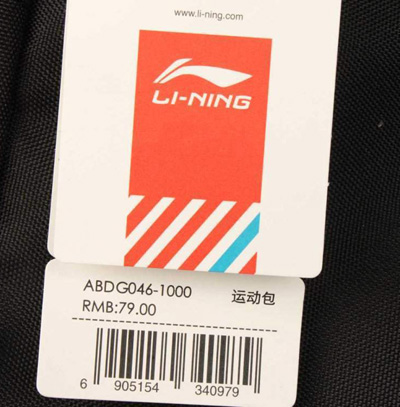 www.li-ning.com
LI-NING
ABDG046-1000 运动包
RMB:79.00
6 905154 340979